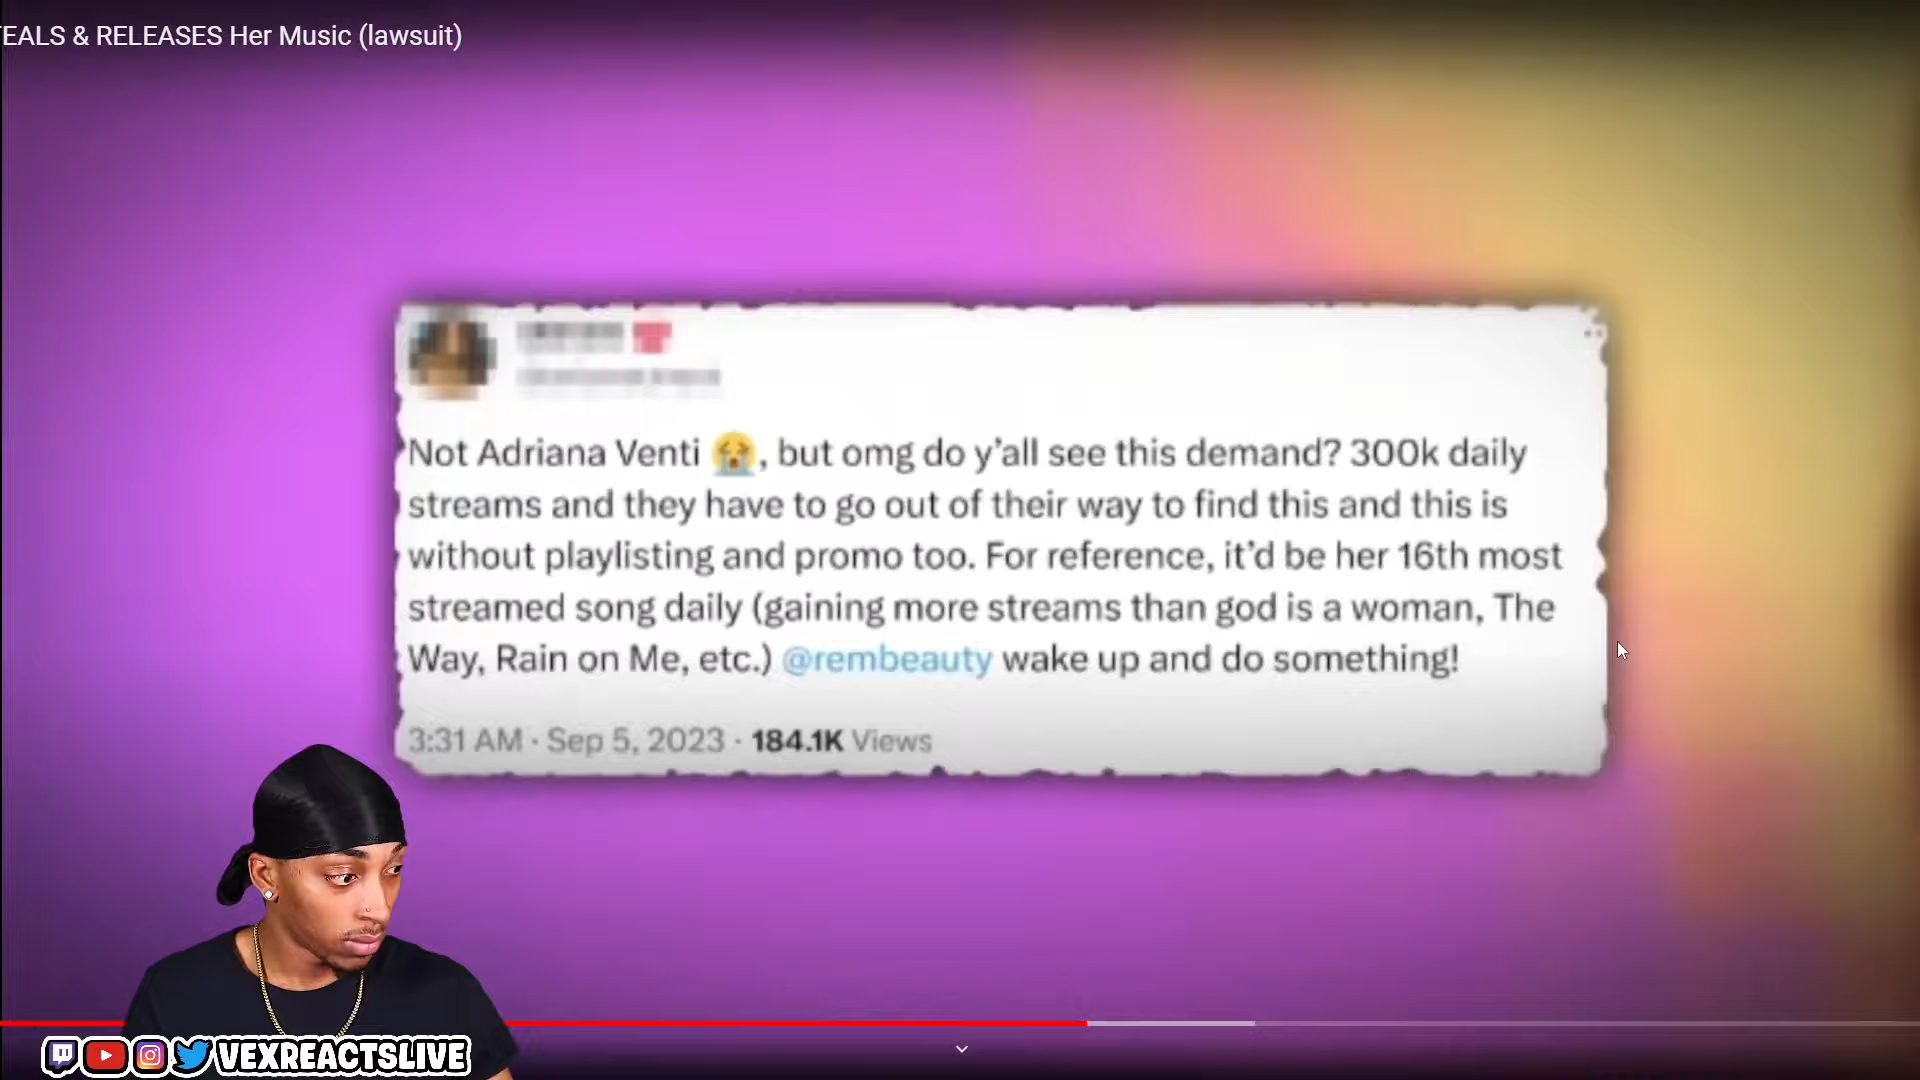 EALS & RELEASES Her Music (lawsuit)
Not Adriana Venti 😭, but omg do y'all see this demand? 300k daily
streams and they have to go out of their way to find this and this is
without playlisting and promo too. For reference, it'd be her 16th most
streamed song daily (gaining more streams than god is a woman, The
Way, Rain on Me, etc.) @rembeauty wake up and do something!
3:31 AM · Sep 5, 2023 · 184.1K Views
VEXREACTSLIVE